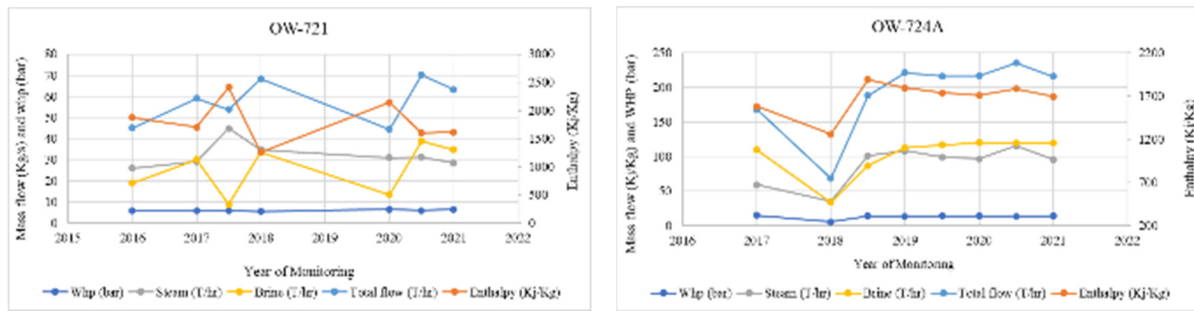 OW-721
Mass flow (Kg/s) and whp (bar)
80
70
60
50
40
30
20
10
0
3000
2500
2000
1500
1000
500
0
Enthalpy (Kj/Kg)
2015 2016 2017 2018 2019 2020 2021 2022
Year of Monitoring
Whp (bar) Steam (T/hr) Brine (T/hr) Total flow (T/hr) Enthalpy (Kj/Kg)
OW-724A
Mass flow (Kj/Kg) and WHP (bar)
250
200
150
100
50
0
2200
1700
1200
700
200
Enthalpy (Kj/Kg)
2016 2017 2018 2019 2020 2021 2022
Year of Monitoring
Whp (bar) Steam (T/hr) Brine (T/hr) Total flow (T/hr) Enthalpy (Kj/Kg)